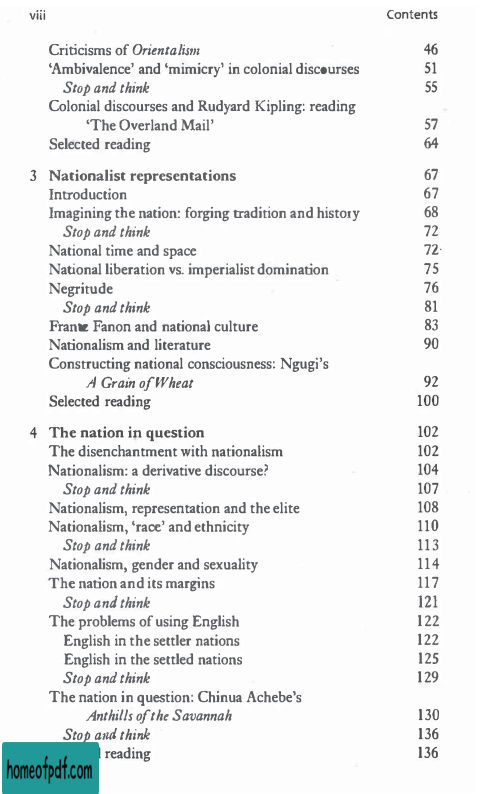 viii Contents
Criticisms of Orientalism 46
‘Ambivalence’ and ‘mimicry’ in colonial discourses 51
Stop and think 55
Colonial discourses and Rudyard Kipling: reading
‘The Overland Mail’ 57
Selected reading 64
3 Nationalist representations 67
Introduction 67
Imagining the nation: forging tradition and history 68
Stop and think 72
National time and space 72
National liberation vs. imperialist domination 75
Negritude 76
Stop and think 81
Frantz Fanon and national culture 83
Nationalism and literature 90
Constructing national consciousness: Ngugi’s
A Grain of Wheat 92
Selected reading 100
4 The nation in question 102
The disenchantment with nationalism 102
Nationalism: a derivative discourse? 104
Stop and think 107
Nationalism, representation and the elite 108
Nationalism, ‘race’ and ethnicity 110
Stop and think 113
Nationalism, gender and sexuality 114
The nation and its margins 117
Stop and think 121
The problems of using English 122
English in the settler nations 122
English in the settled nations 125
Stop and think 129
The nation in question: Chinua Achebe’s
Anthills of the Savannah 130
Stop and think 136
reading 136
homeofpdf.com